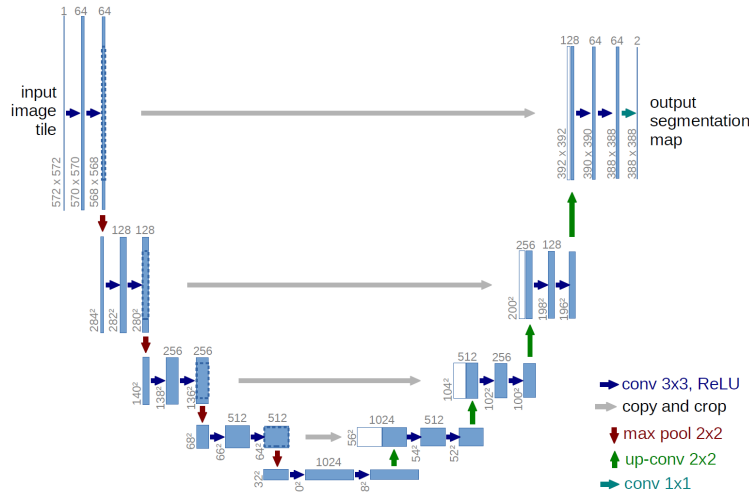 1 64 64
input
image
tile
572 x 572
570 x 570
568 x 568
128 64 64 2
392 x 392
390 x 390
388 x 388
388 x 388
output
segmentation
map
128 128
284²
282²
280²
256 128
200²
198²
196²
256 256
140²
138²
136²
512 256
104²
102²
100²
512 512
68²
66²
64²
1024 512
56²
54²
52²
1024
32²
0²
8²
conv 3x3, ReLU
copy and crop
max pool 2x2
up-conv 2x2
conv 1x1